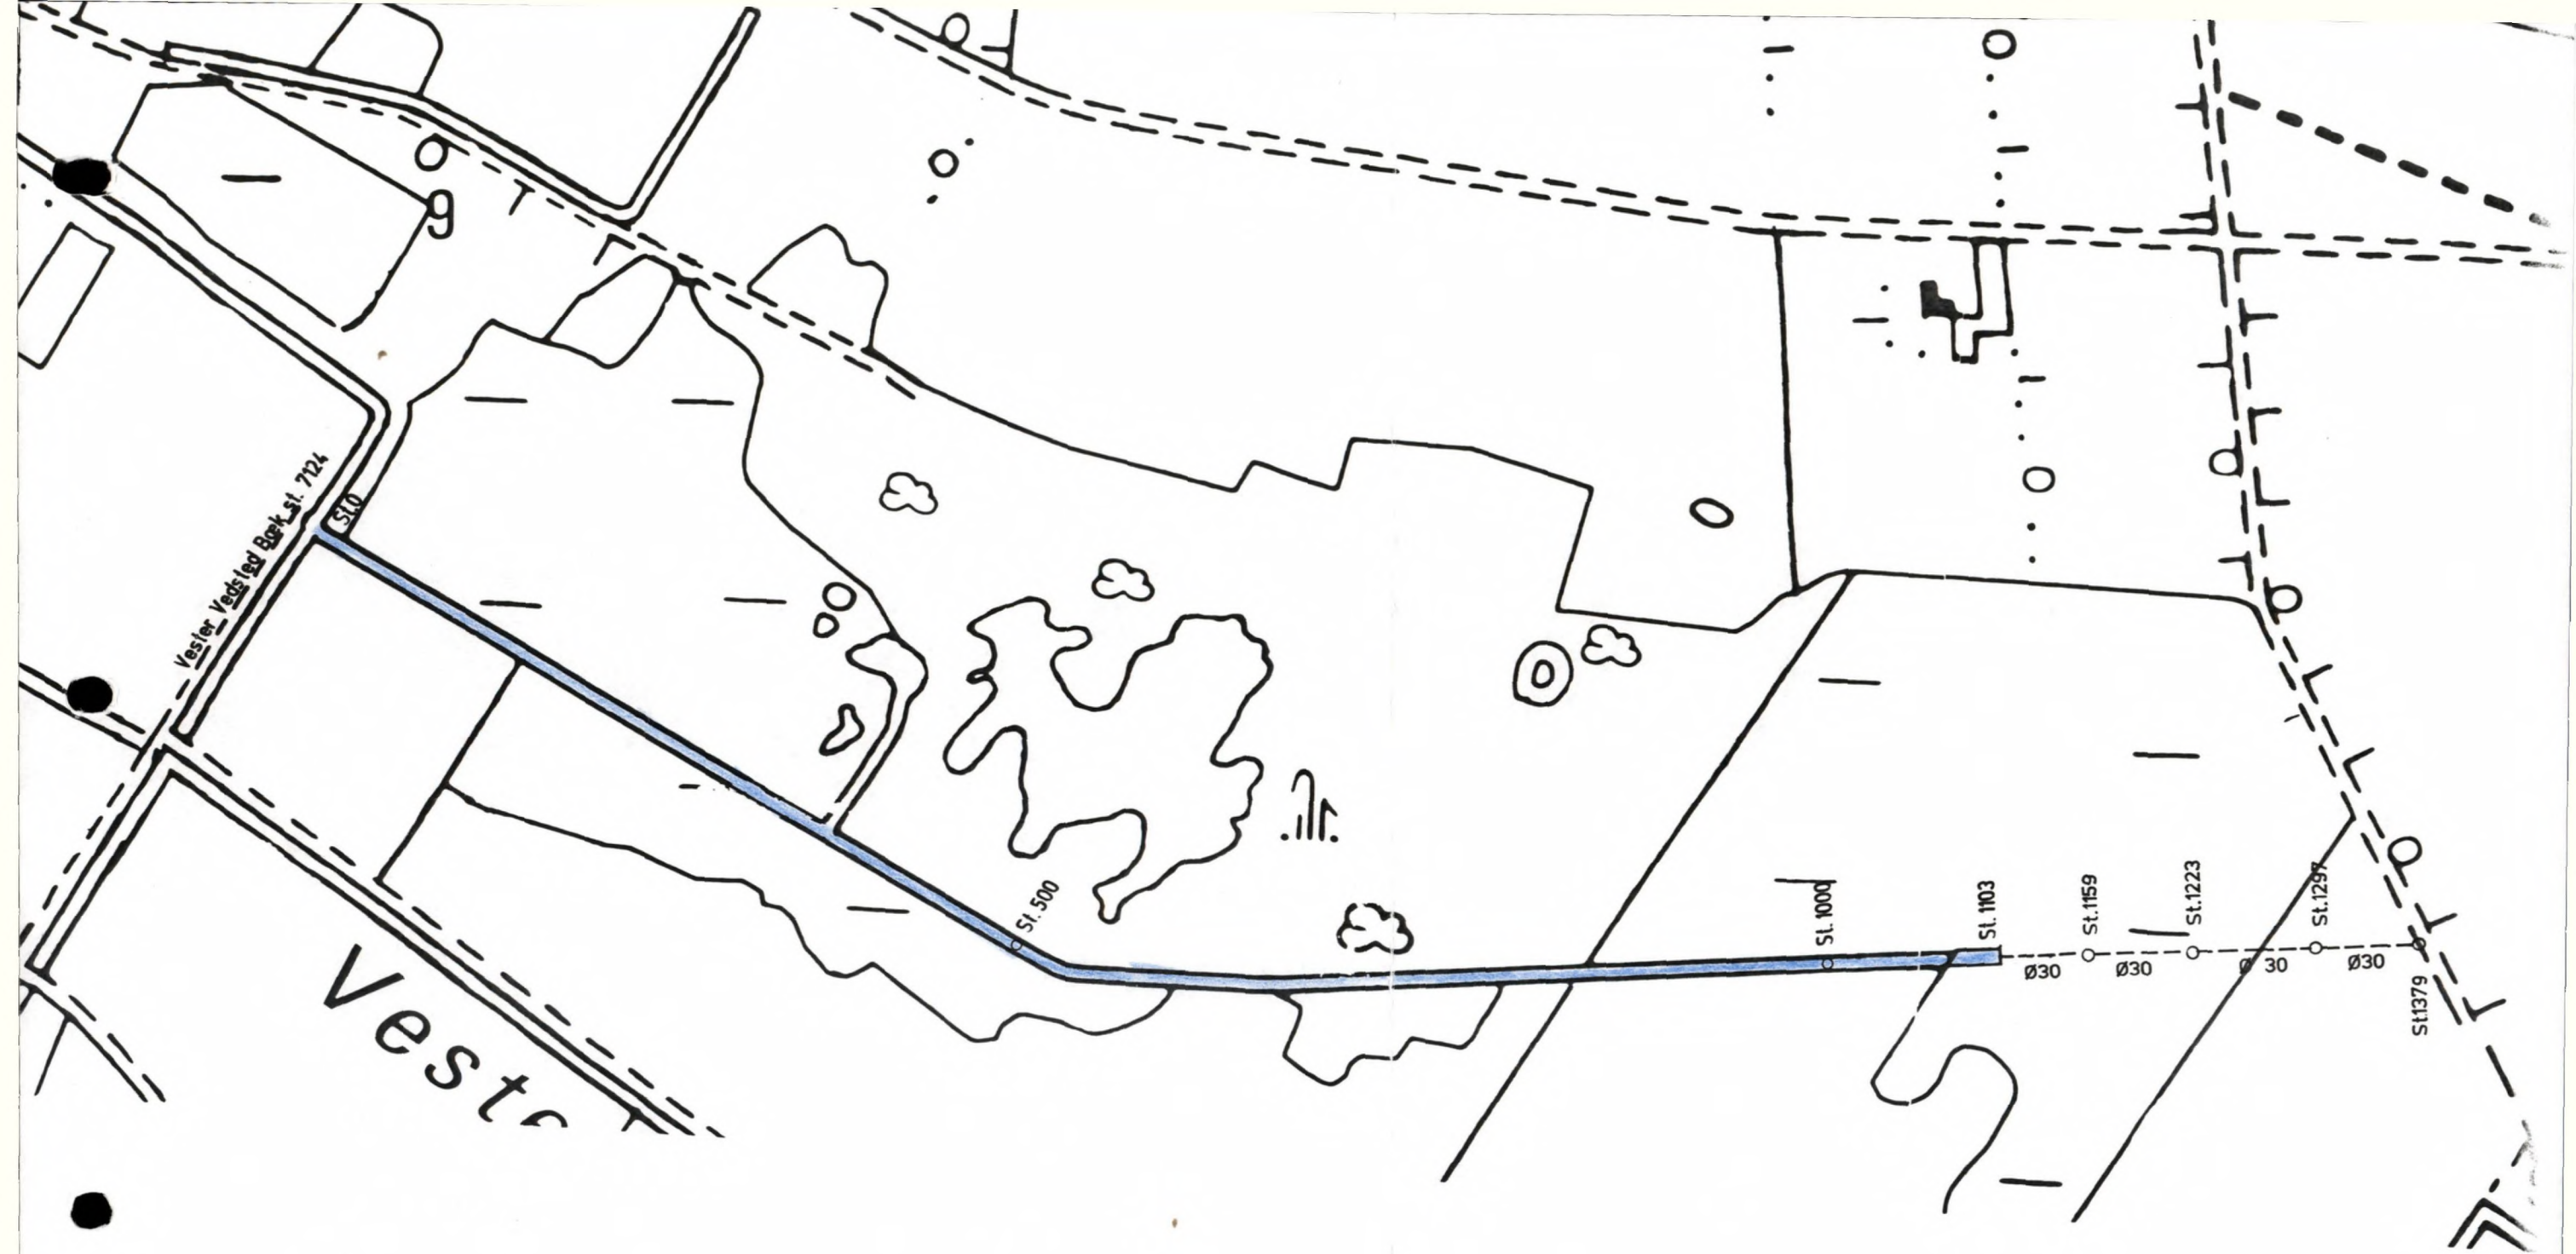 og
Vester Vedsted Bæk st. 7124
St.0
St. 500
St. 1000
St. 1103
St.1159
St.1223
St.1297
Ø30
Ø30
Ø 30
Ø30
St.1379